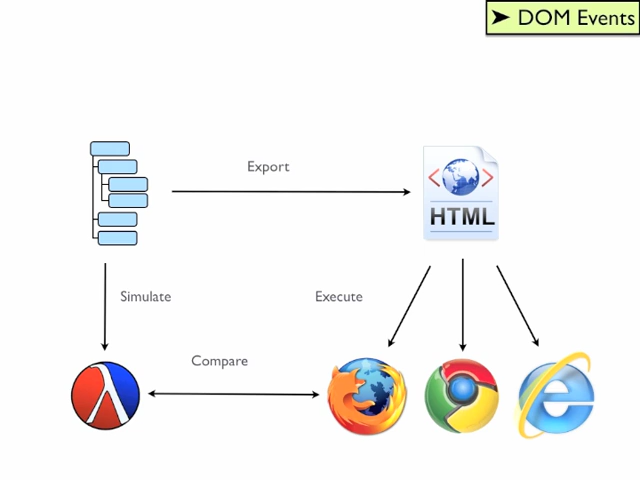 ➤ DOM Events
Export
< >
HTML
Simulate
Execute
Compare
λ